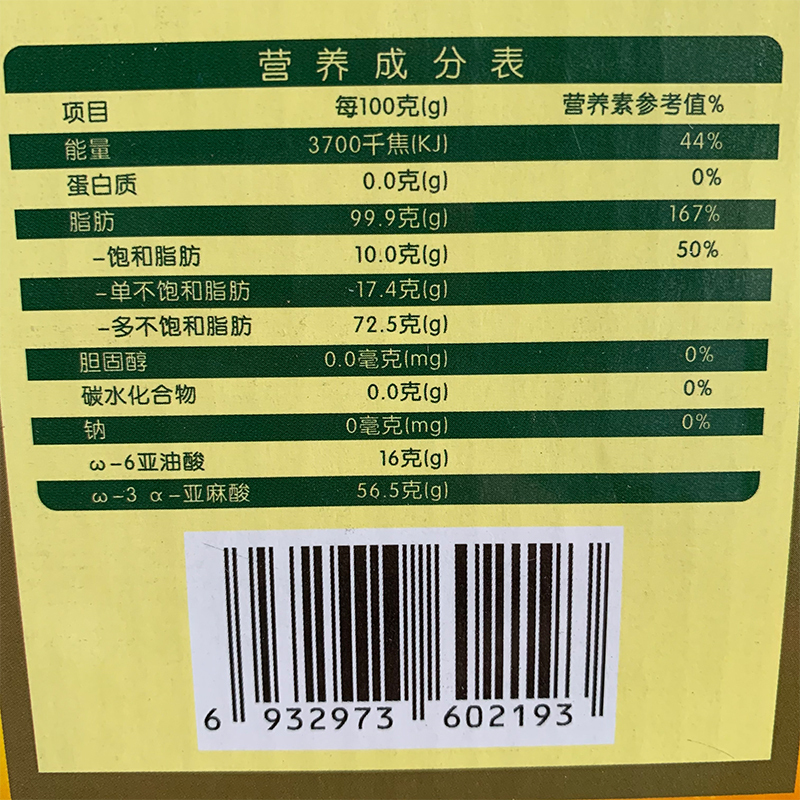 营养成分表
项目 每100克(g) 营养素参考值%
能量 3700千焦(KJ) 44%
蛋白质 0.0克(g) 0%
脂肪 99.9克(g) 167%
-饱和脂肪 10.0克(g) 50%
-单不饱和脂肪 17.4克(g)
-多不饱和脂肪 72.5克(g)
胆固醇 0.0毫克(mg) 0%
碳水化合物 0.0克(g) 0%
钠 0毫克(mg) 0%
ω-6亚油酸 16克(g)
ω-3 α-亚麻酸 56.5克(g)
6 932973 602193